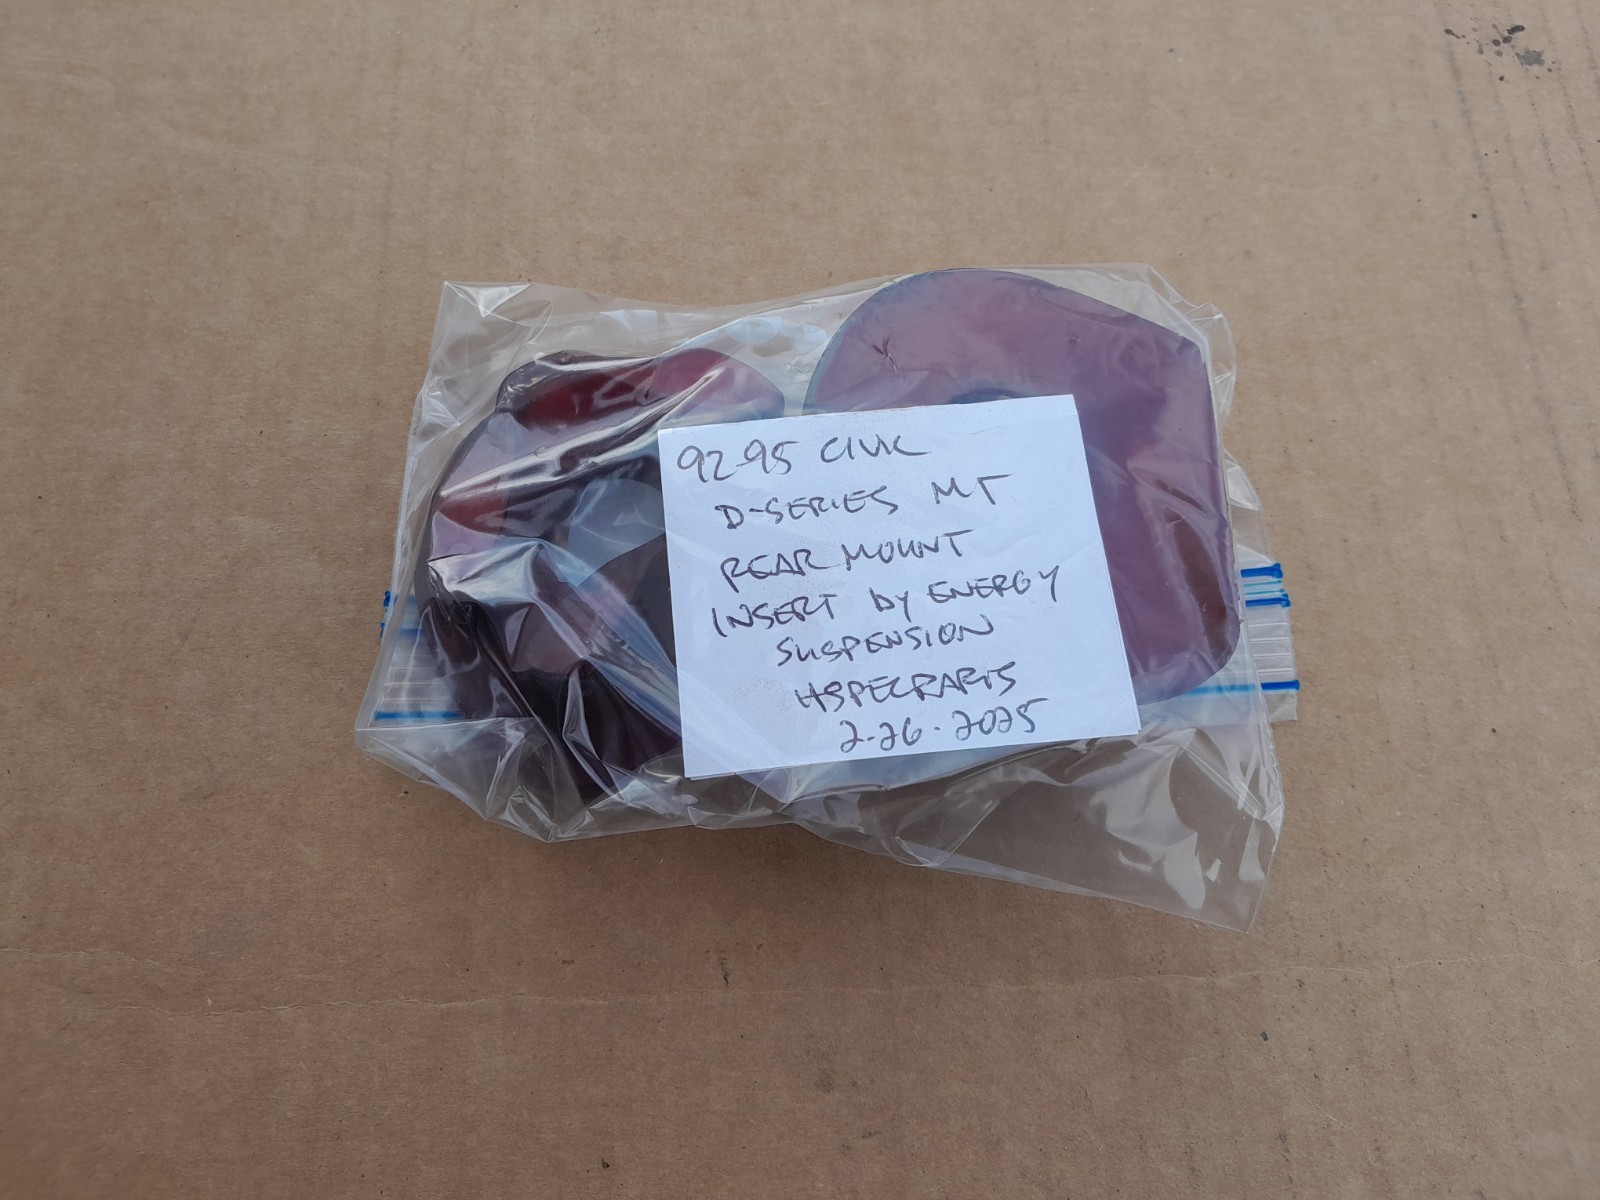 92-95 CIVIC
D-SERIES MT
REAR MOUNT
INSERT BY ENERGY
SUSPENSION
HSPECPARTS
2-26-2025